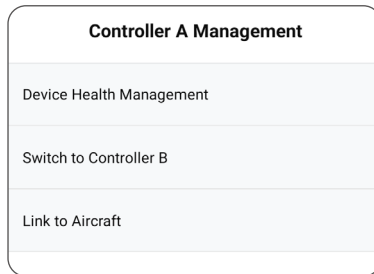 Controller A Management
Device Health Management
Switch to Controller B
Link to Aircraft